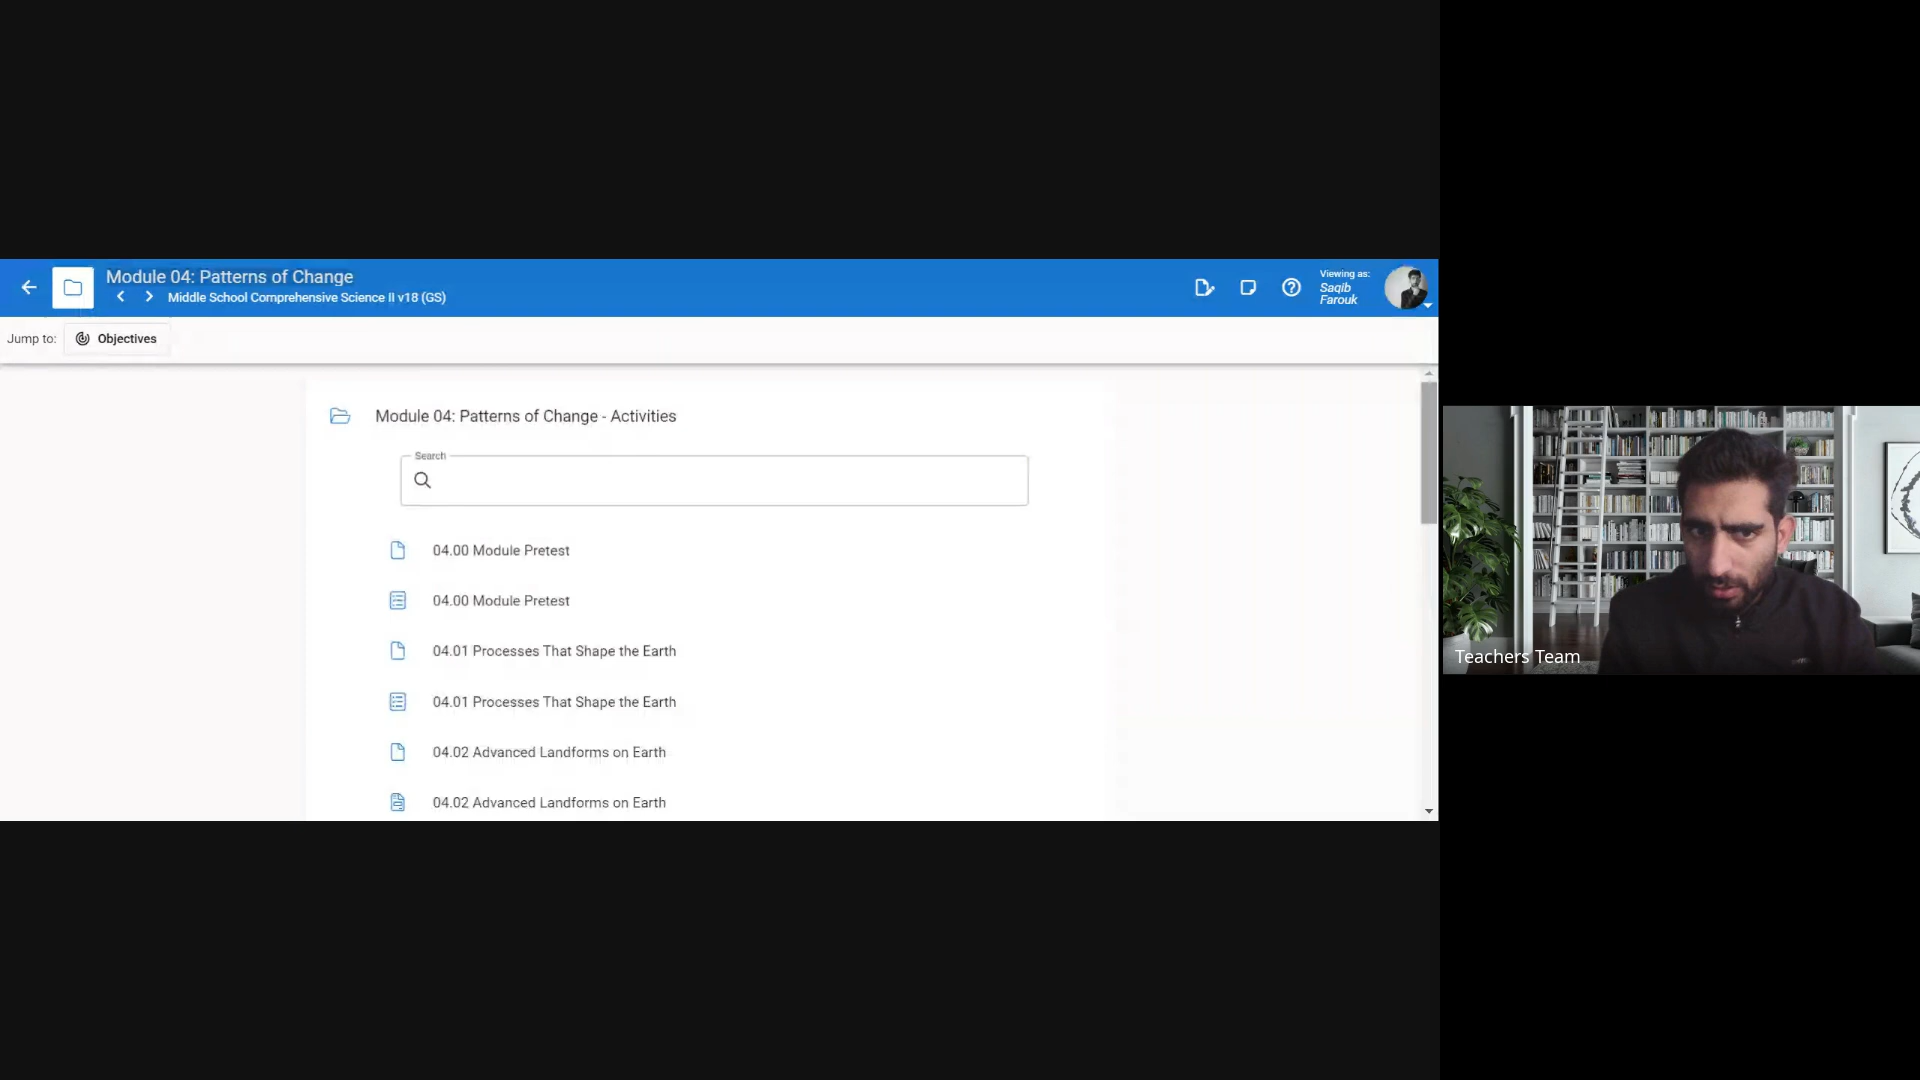 Module 04: Patterns of Change
Middle School Comprehensive Science II v18 (GS)
Viewing as:
Saqib
Farouk
Jump to:
Objectives
Module 04: Patterns of Change - Activities
Search
04.00 Module Pretest
04.00 Module Pretest
04.01 Processes That Shape the Earth
04.01 Processes That Shape the Earth
04.02 Advanced Landforms on Earth
04.02 Advanced Landforms on Earth
Teachers Team